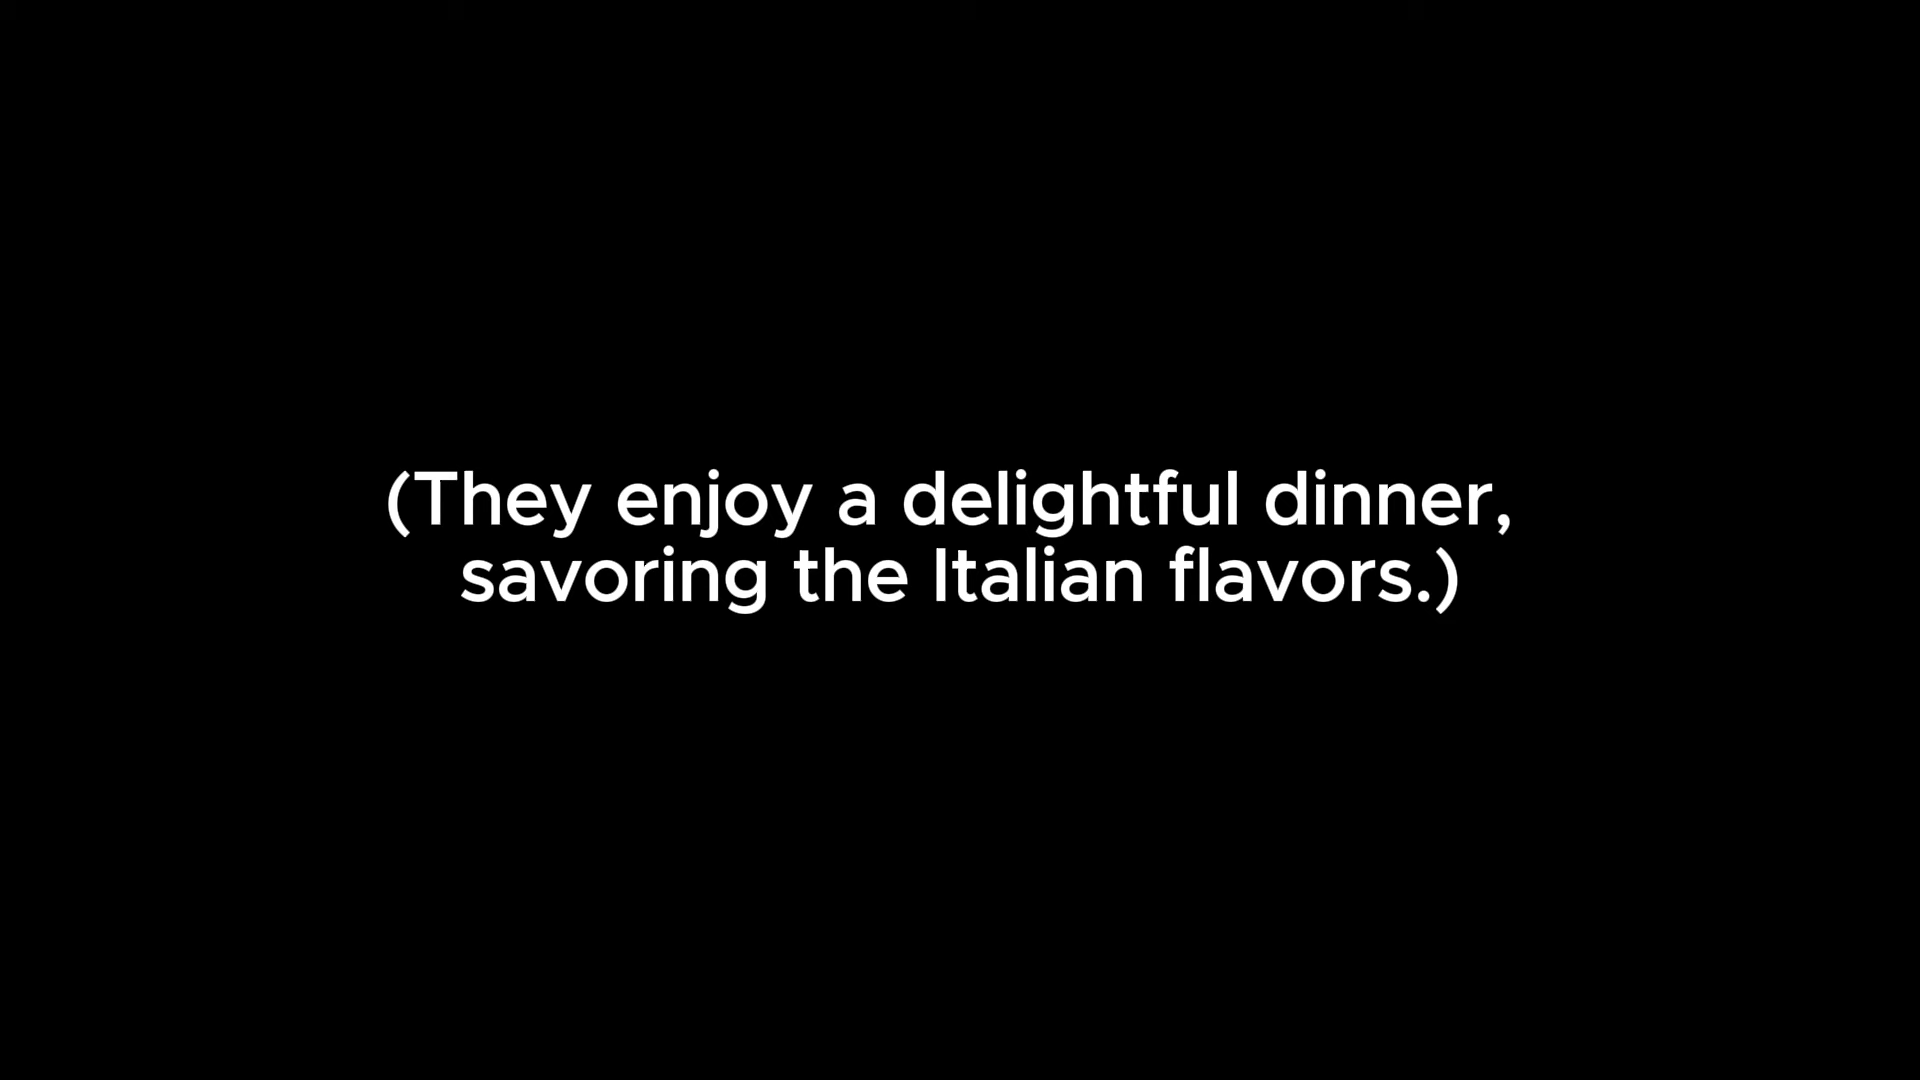 (They enjoy a delightful dinner,
savoring the Italian flavors.)